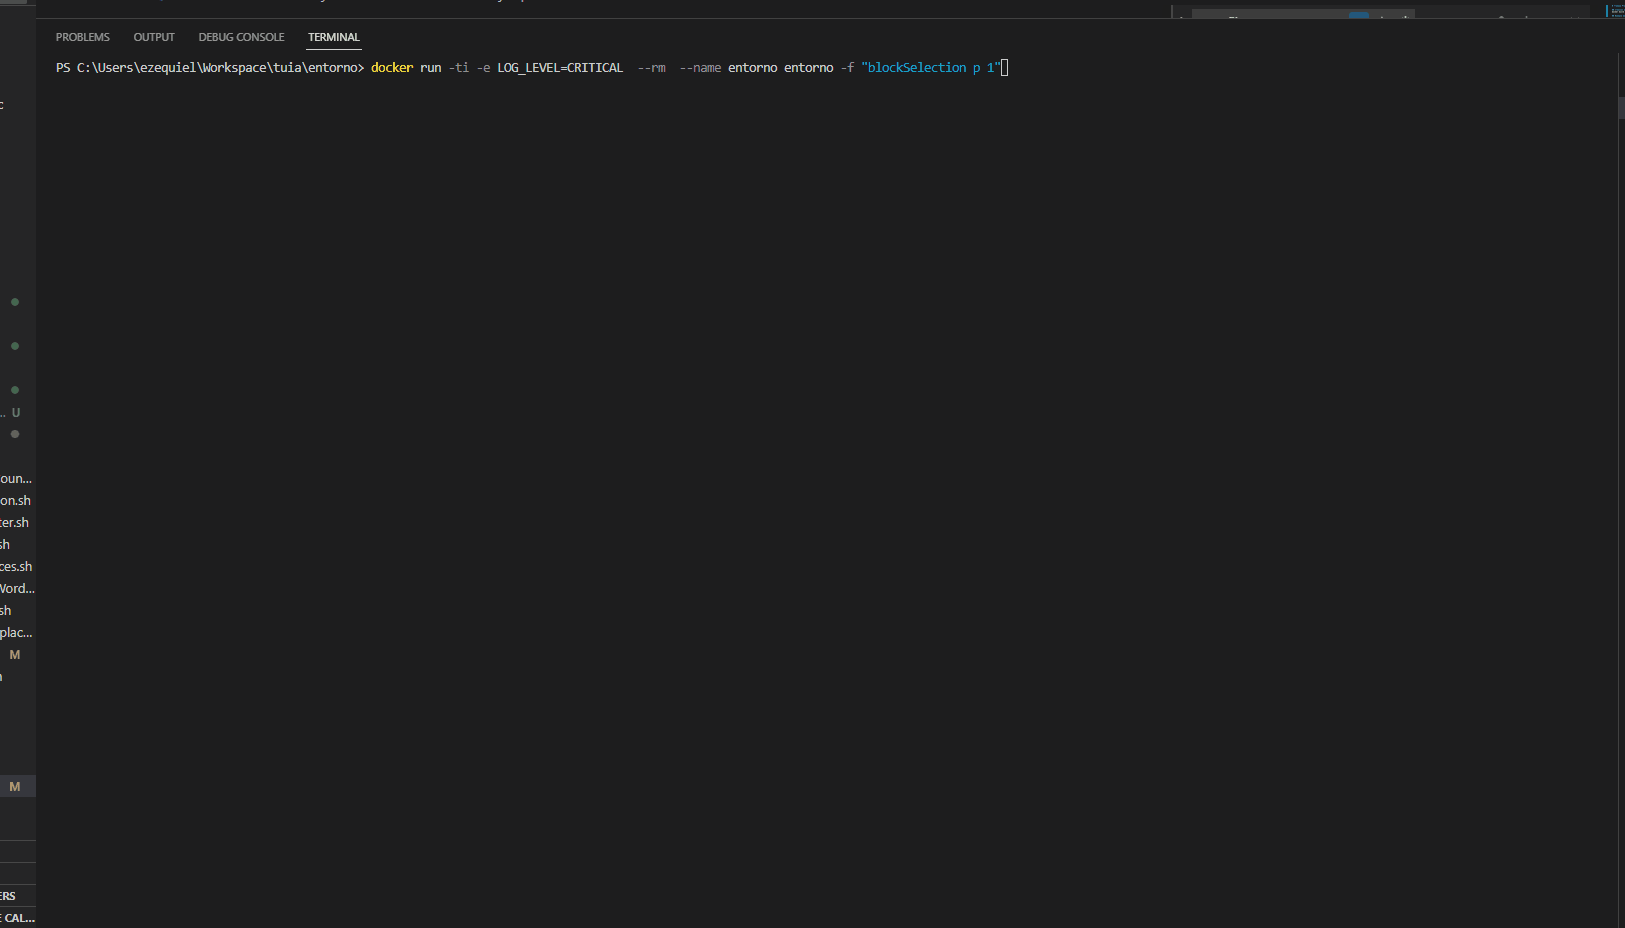 PROBLEMS OUTPUT DEBUG CONSOLE TERMINAL
PS C:\Users\ezequiel\Workspace\tuia\entorno> docker run -ti -e LOG_LEVEL=CRITICAL  --rm  --name entorno entorno -f "blockSelection p 1"
c
... U
oun...
on.sh
ter.sh
sh
ces.sh
Word...
sh
plac...
M
M
ERS
E CAL...